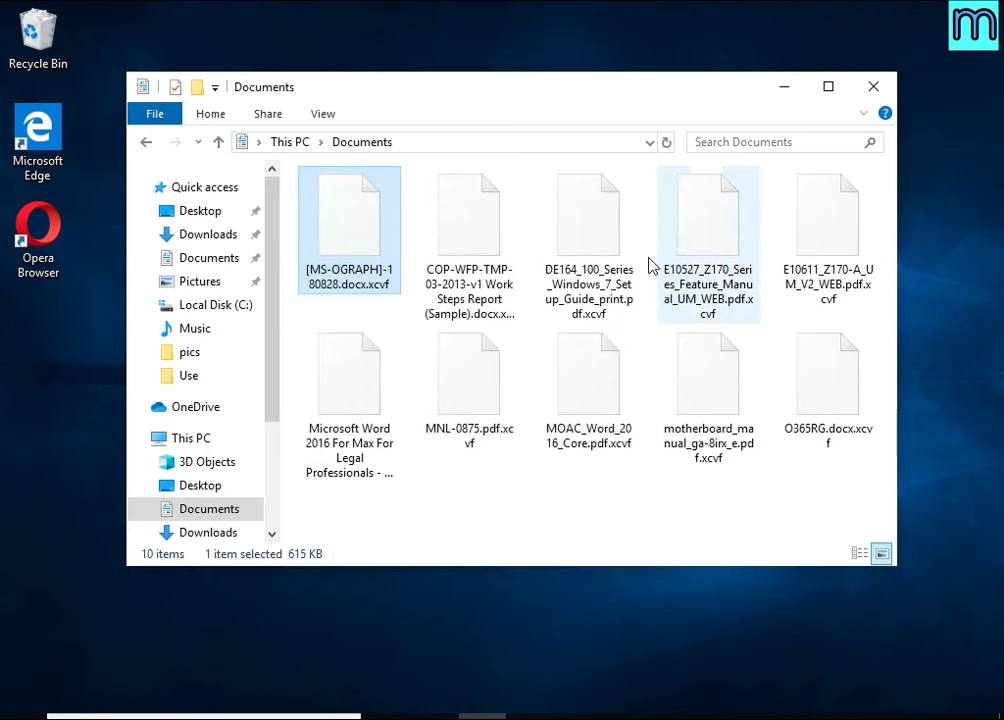 Recycle Bin
Microsoft
Edge
Opera
Browser
m
Documents
File
Home
Share
View
This PC
Documents
Search Documents
Quick access
Desktop
Downloads
Documents
Pictures
Local Disk (C:)
Music
pics
Use
OneDrive
This PC
3D Objects
Desktop
Documents
Downloads
[MS-OGRAPH]-1
80828.docx.xcvf
COP-WFP-TMP-
03-2013-v1 Work
Steps Report
(Sample).docx.x...
DE164_100_Series
_Windows_7_Set
up_Guide_print.p
df.xcvf
E10527_Z170_Seri
es_Feature_Manu
al_UM_WEB.pdf.x
cvf
E10611_Z170-A_U
M_V2_WEB.pdf.x
cvf
Microsoft Word
2016 For Max For
Legal
Professionals - ...
MNL-0875.pdf.xc
vf
MOAC_Word_20
16_Core.pdf.xcvf
motherboard_ma
nual_ga-8irx_e.pd
f.xcvf
O365RG.docx.xcv
f
10 items
1 item selected 615 KB